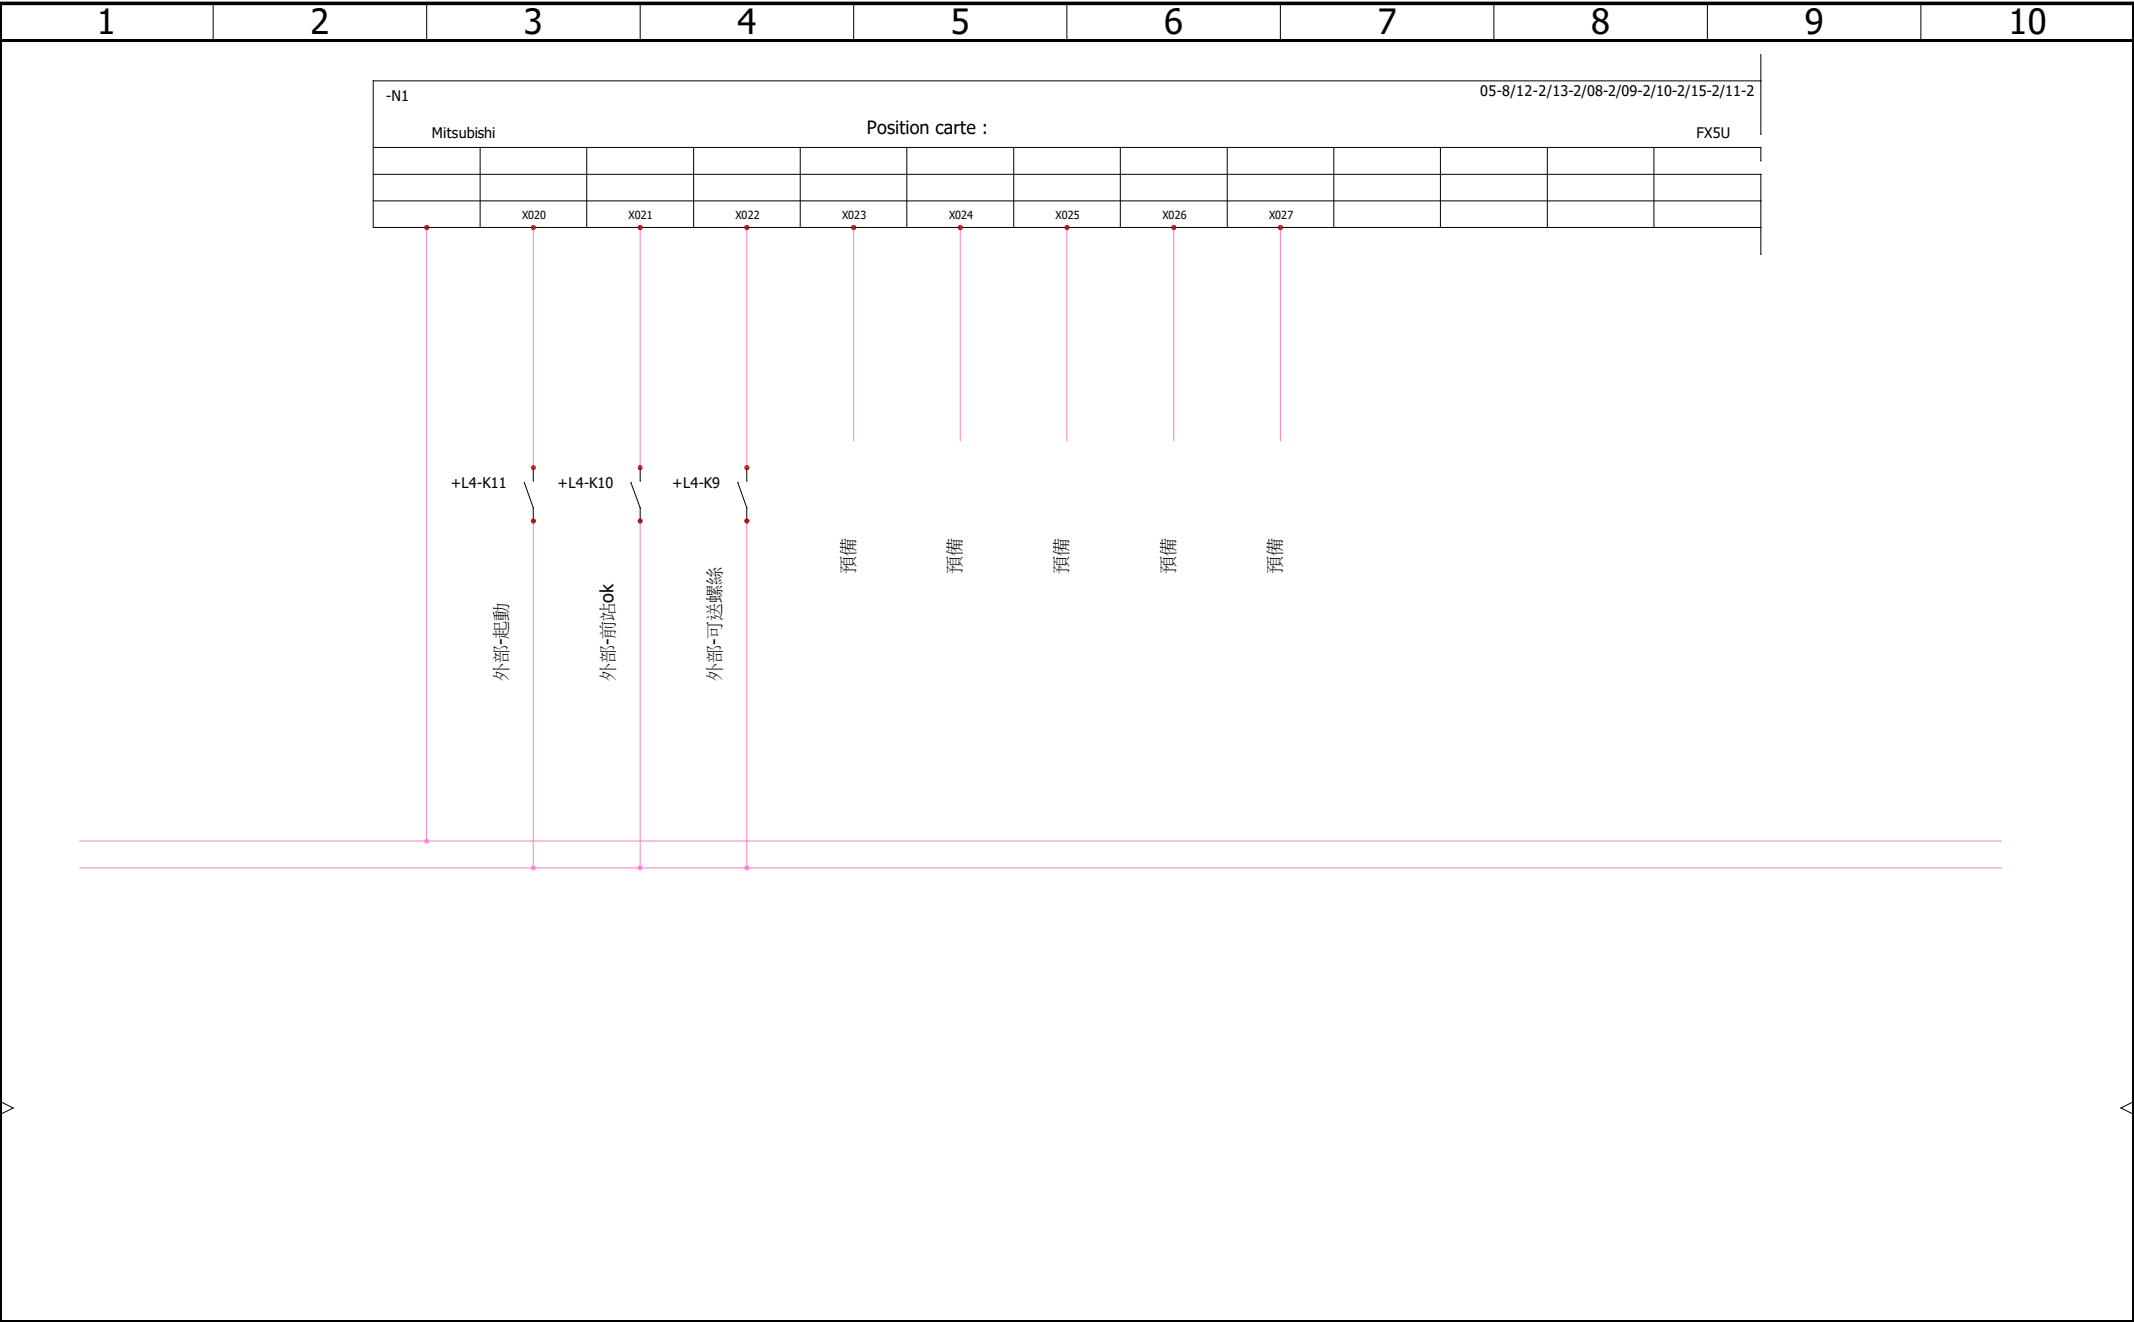 1 2 3 4 5 6 7 8 9 10
-N1 05-8/12-2/13-2/08-2/09-2/10-2/15-2/11-2
Mitsubishi Position carte : FX5U
X020 X021 X022 X023 X024 X025 X026 X027
+L4-K11 +L4-K10 +L4-K9
外部-起動
外部-前站ok
外部-可送螺絲
預備
預備
預備
預備
預備